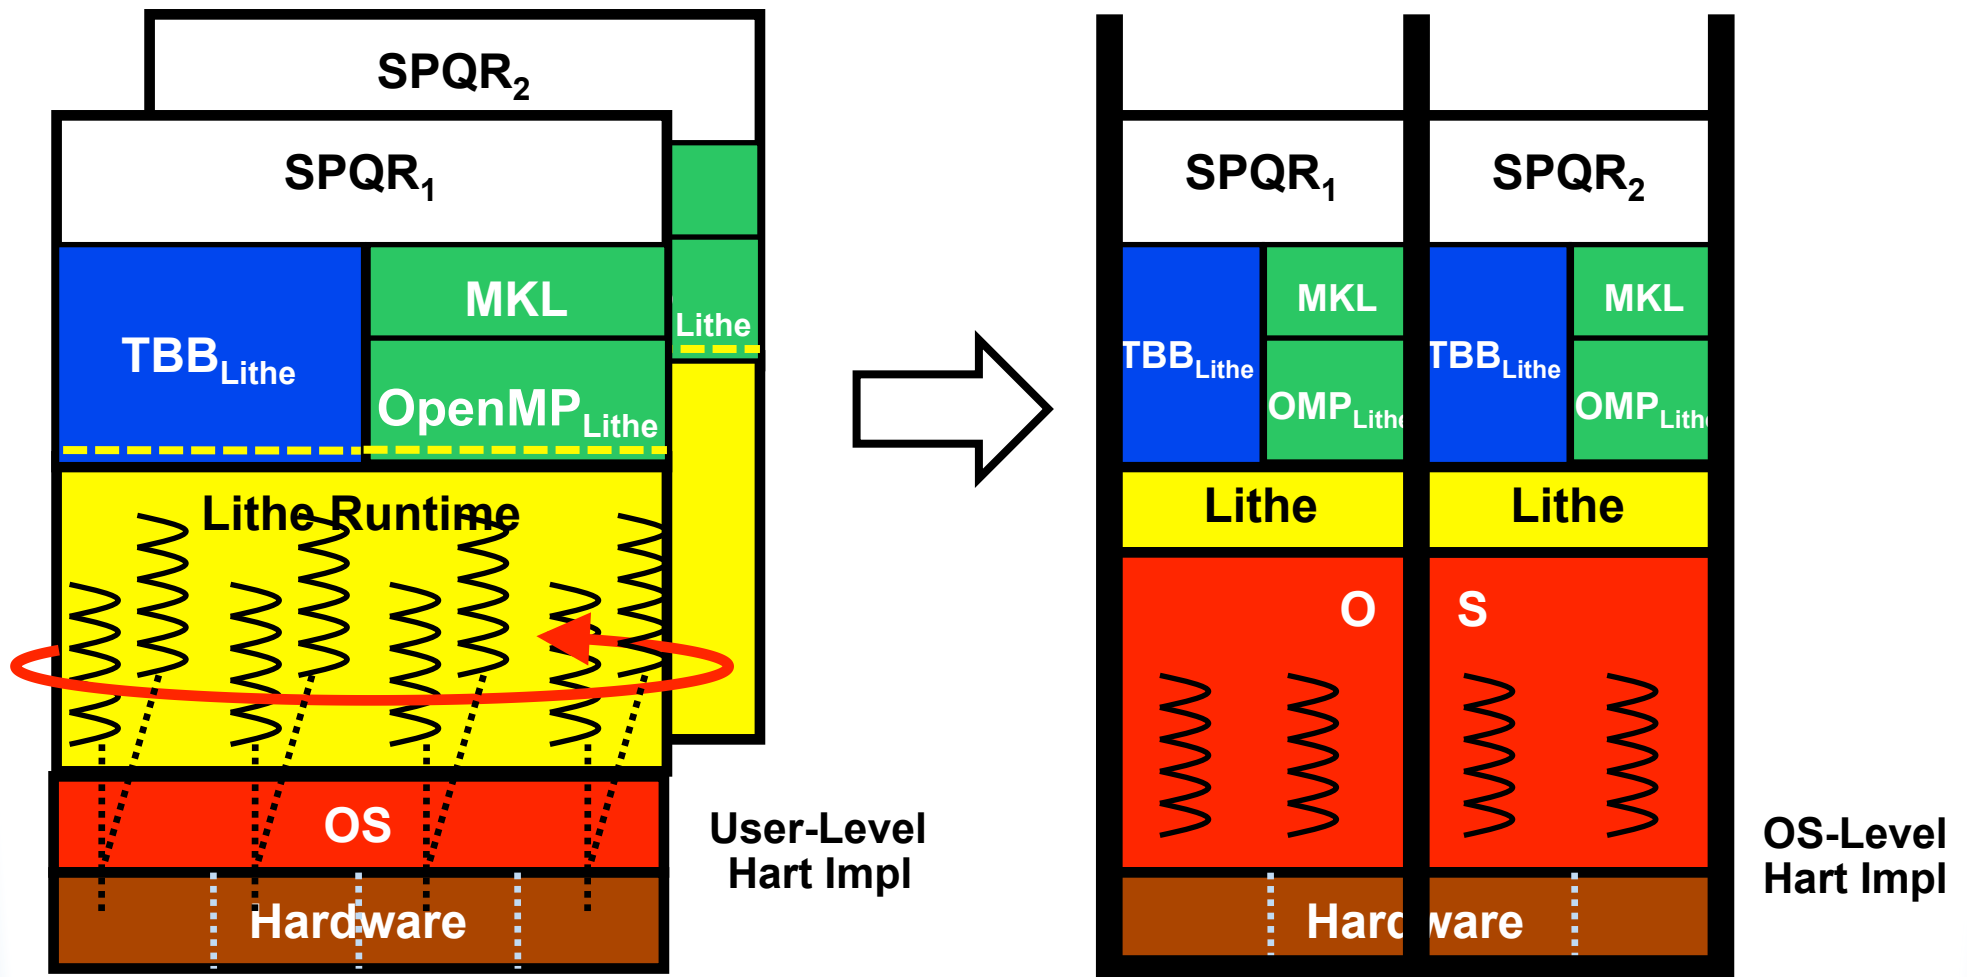 SPQR2
SPQR1
MKL
TBBLithe
Lithe
OpenMPLithe
Lithe Runtime
OS
Hardware
User-Level
Hart Impl
SPQR1 SPQR2
MKL MKL
TBBLithe TBBLithe
OMPLithe OMPLithe
Lithe Lithe
O S
Hardware
OS-Level
Hart Impl